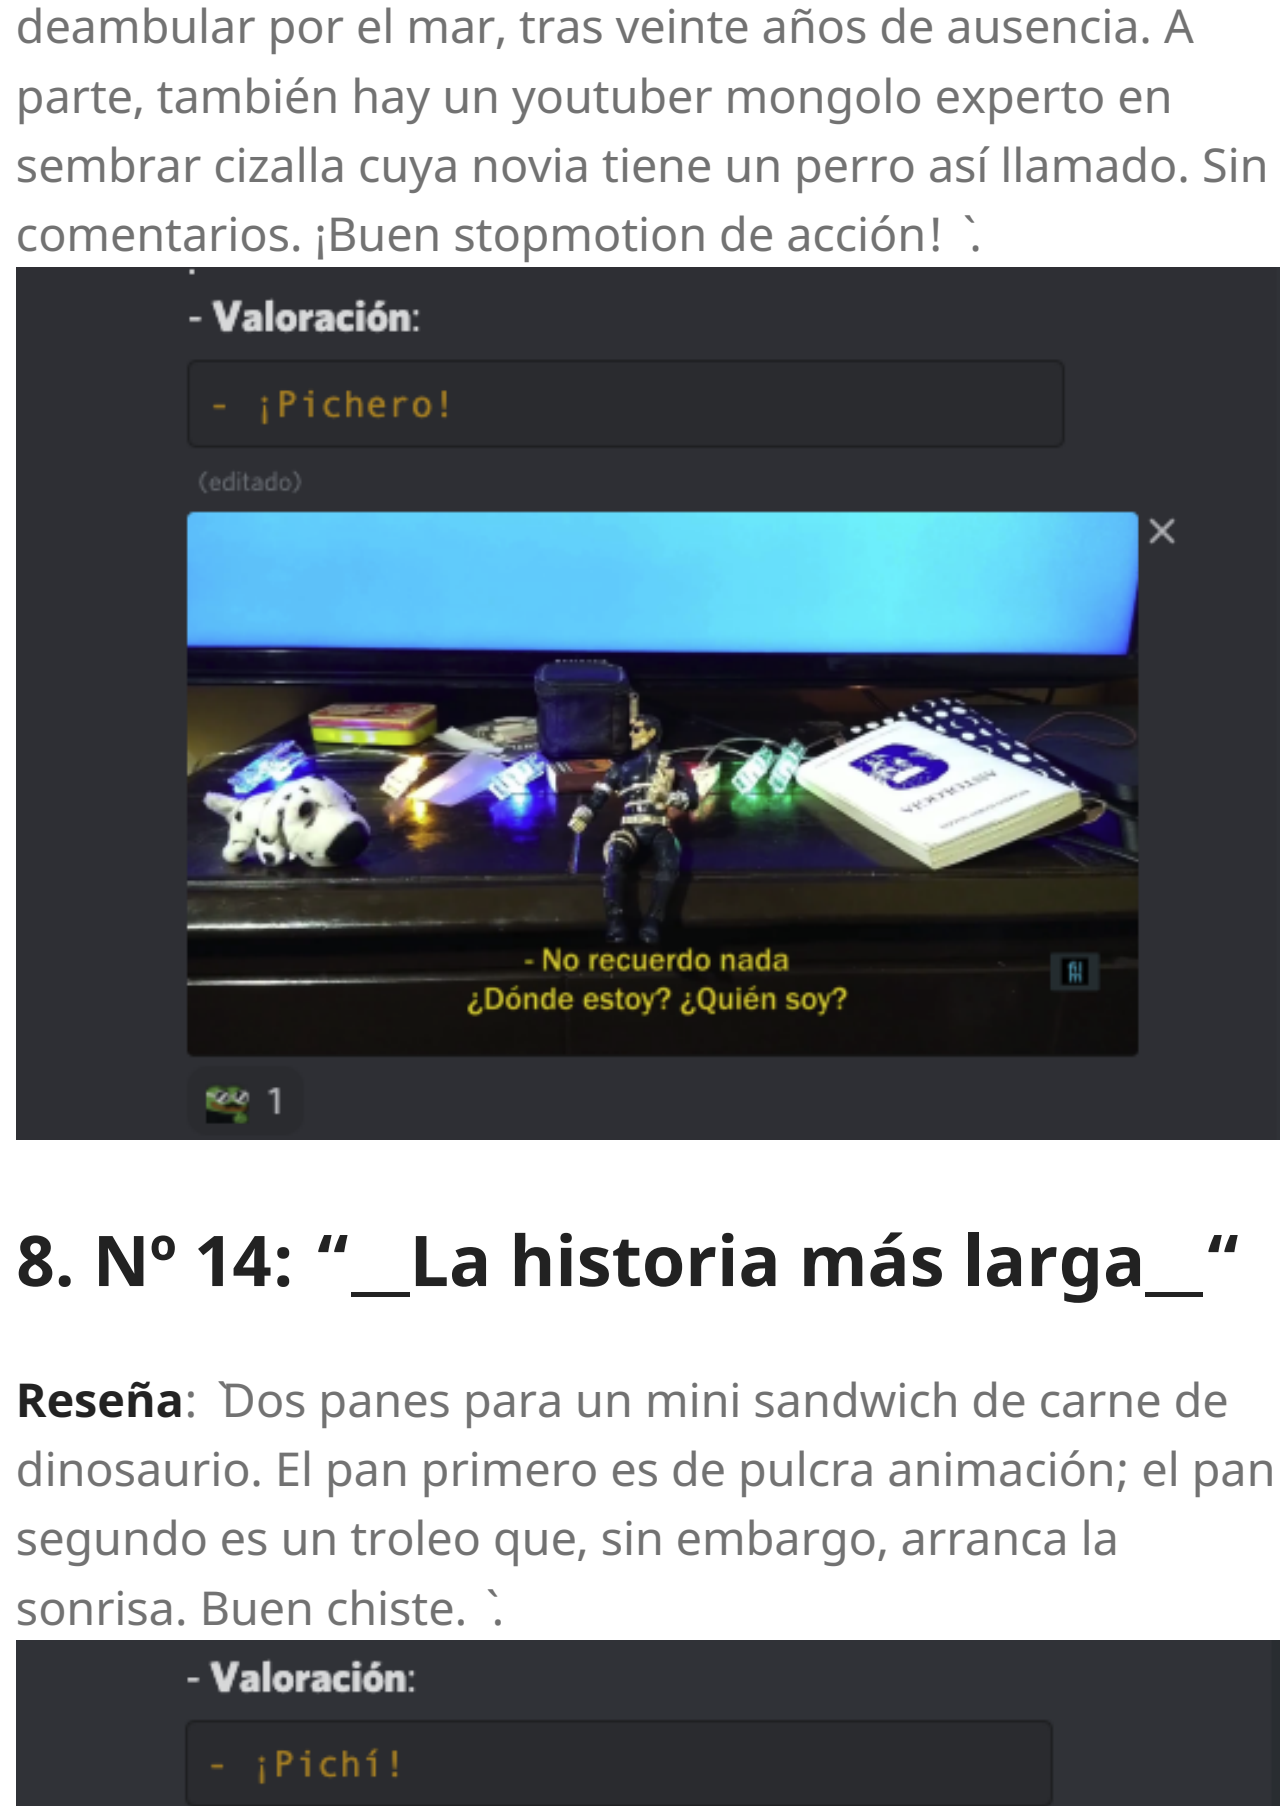 deambular por el mar, tras veinte años de ausencia. A
parte, también hay un youtuber mongolo experto en
sembrar cizalla cuya novia tiene un perro así llamado. Sin
comentarios. ¡Buen stopmotion de acción! `.
- Valoración:
- ¡Pichero!
(editado)
- No recuerdo nada
¿Dónde estoy? ¿Quién soy?
1
8. Nº 14: “__La historia más larga__“
Reseña: `Dos panes para un mini sandwich de carne de
dinosaurio. El pan primero es de pulcra animación; el pan
segundo es un troleo que, sin embargo, arranca la
sonrisa. Buen chiste. `.
- Valoración:
- ¡Pichí!